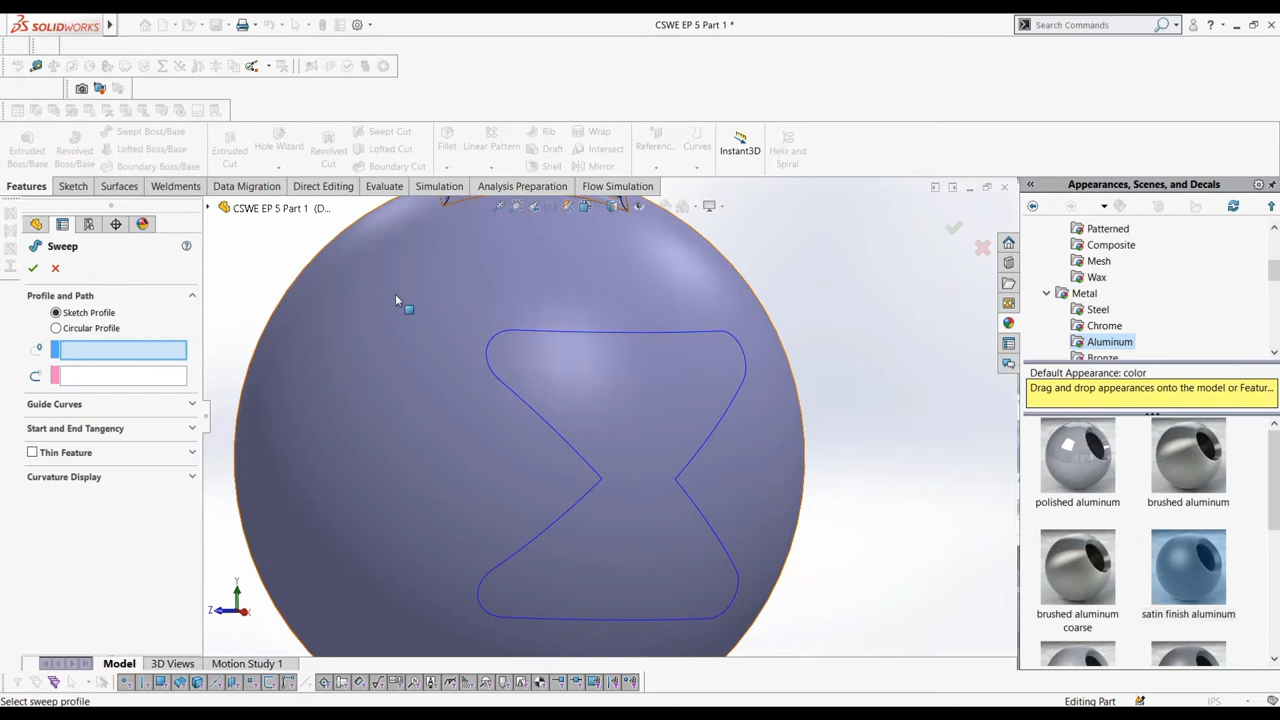 SOLIDWORKS
CSWE EP 5 Part 1 *
Search Commands
Extruded Boss/Base
Revolved Boss/Base
Swept Boss/Base
Lofted Boss/Base
Boundary Boss/Base
Extruded Cut
Hole Wizard
Revolved Cut
Swept Cut
Lofted Cut
Boundary Cut
Fillet
Linear Pattern
Rib
Draft
Shell
Wrap
Intersect
Mirror
Referenc...
Curves
Instant3D
Helix and Spiral
Features
Sketch
Surfaces
Weldments
Data Migration
Direct Editing
Evaluate
Simulation
Analysis Preparation
Flow Simulation
CSWE EP 5 Part 1 (D...
Sweep
Profile and Path
Sketch Profile
Circular Profile
Guide Curves
Start and End Tangency
Thin Feature
Curvature Display
Y
Z
Appearances, Scenes, and Decals
Patterned
Composite
Mesh
Wax
Metal
Steel
Chrome
Aluminum
Bronze
Default Appearance: color
Drag and drop appearances onto the model or Featur...
polished aluminum
brushed aluminum
brushed aluminum coarse
satin finish aluminum
Model
3D Views
Motion Study 1
Select sweep profile
Editing Part
IPS